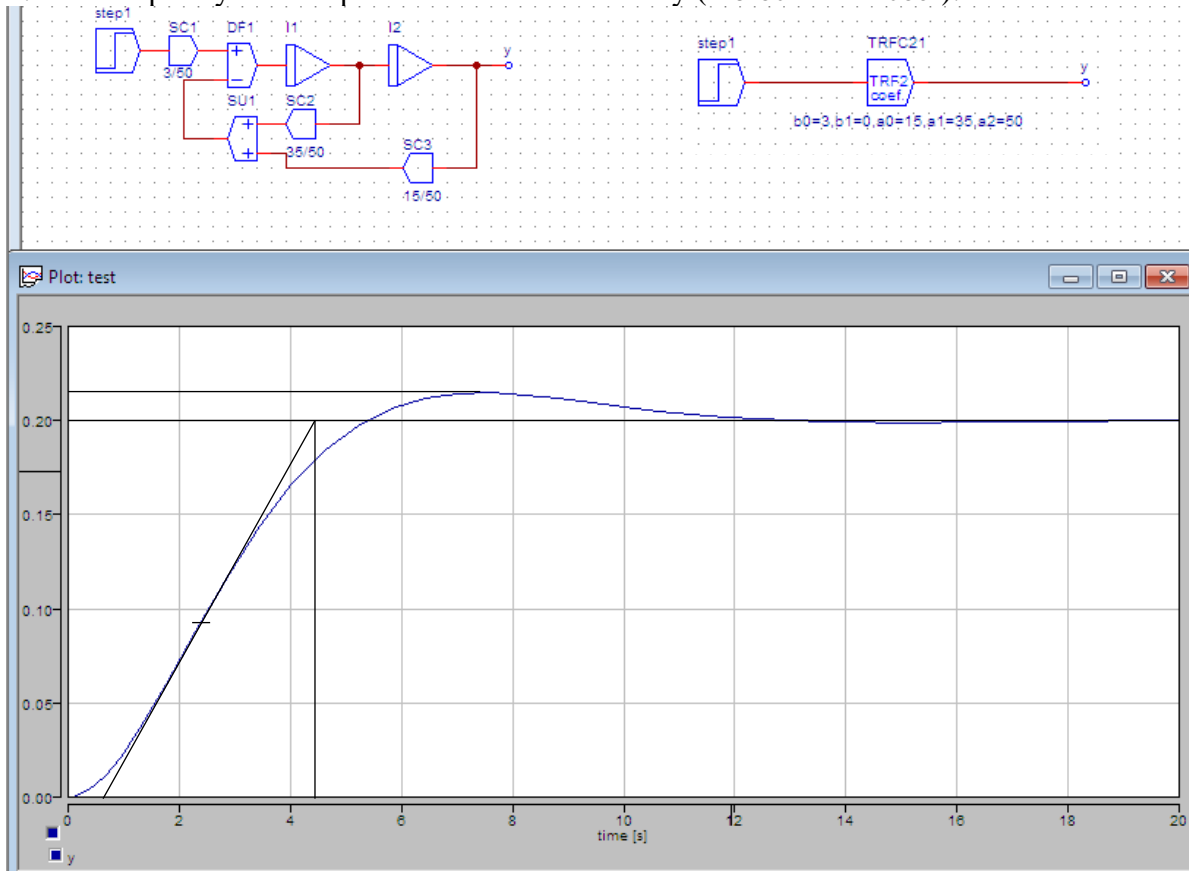 step1
SC1
DF1
I1
I2
y
3/50
SU1
SC2
35/50
SC3
15/50
step1
TRFC21
TRF2
coef.
y
b0=3,b1=0,a0=15,a1=35,a2=50
Plot: test
0.25
0.20
0.15
0.10
0.05
0.00
0 2 4 6 8 10 12 14 16 18 20
time [s]
y